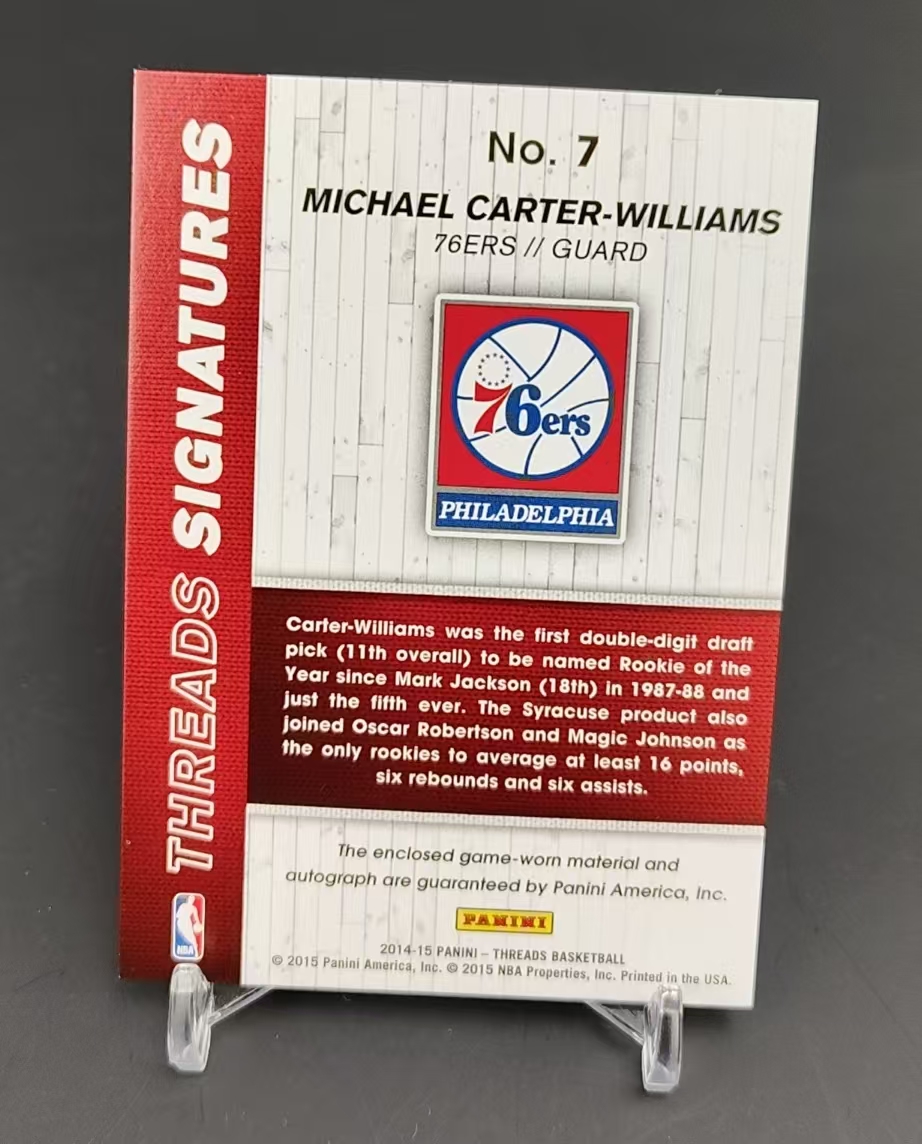 THREADS SIGNATURES
NBA
No. 7
MICHAEL CARTER-WILLIAMS
76ERS // GUARD
76ers
PHILADELPHIA
Carter-Williams was the first double-digit draft
pick (11th overall) to be named Rookie of the
Year since Mark Jackson (18th) in 1987-88 and
just the fifth ever. The Syracuse product also
joined Oscar Robertson and Magic Johnson as
the only rookies to average at least 16 points,
six rebounds and six assists.
The enclosed game-worn material and
autograph are guaranteed by Panini America, Inc.
PANINI
2014-15 PANINI – THREADS BASKETBALL
© 2015 Panini America, Inc. © 2015 NBA Properties, Inc. Printed in the USA.